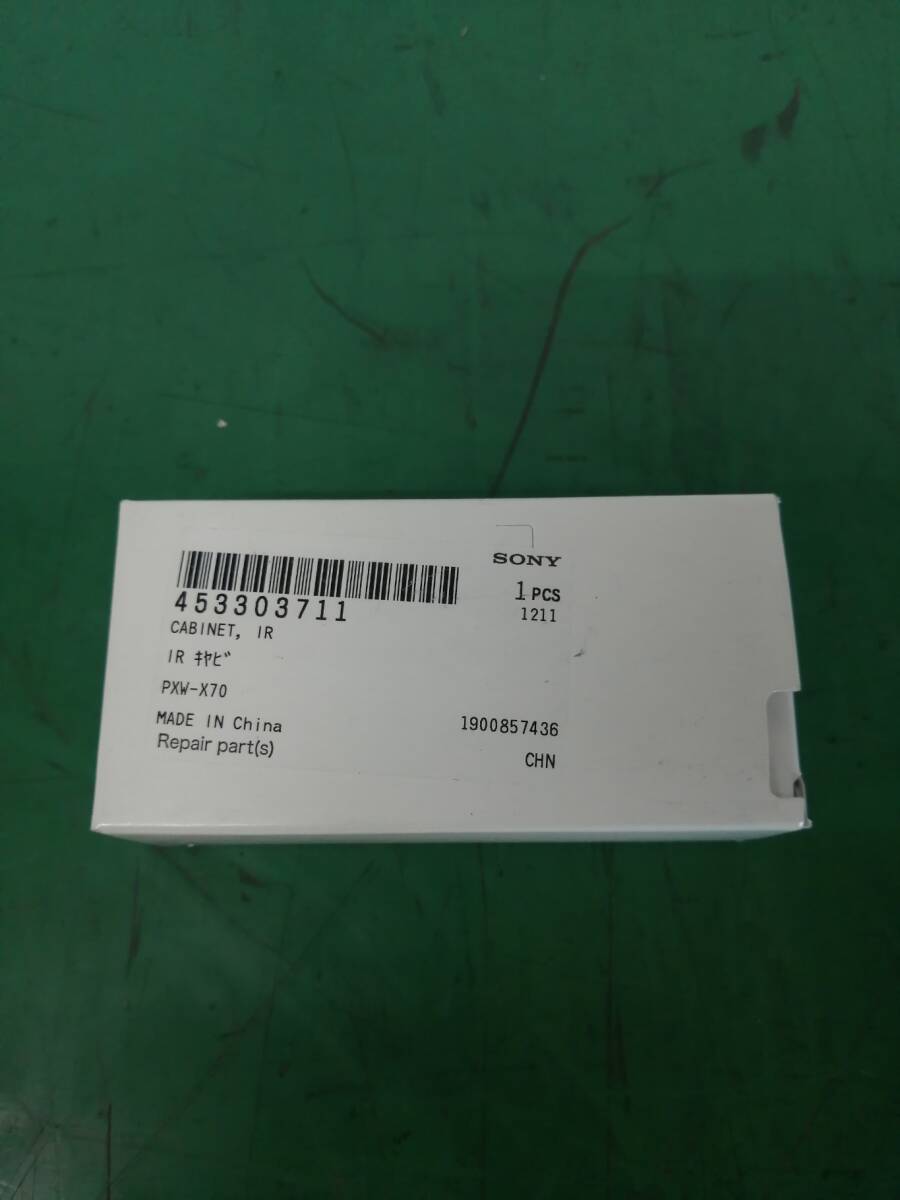 SONY
453303711
1 PCS
1211
CABINET, IR
IR ｷﾔﾋﾞ
PXW-X70
MADE IN China
1900857436
Repair part(s)
CHN